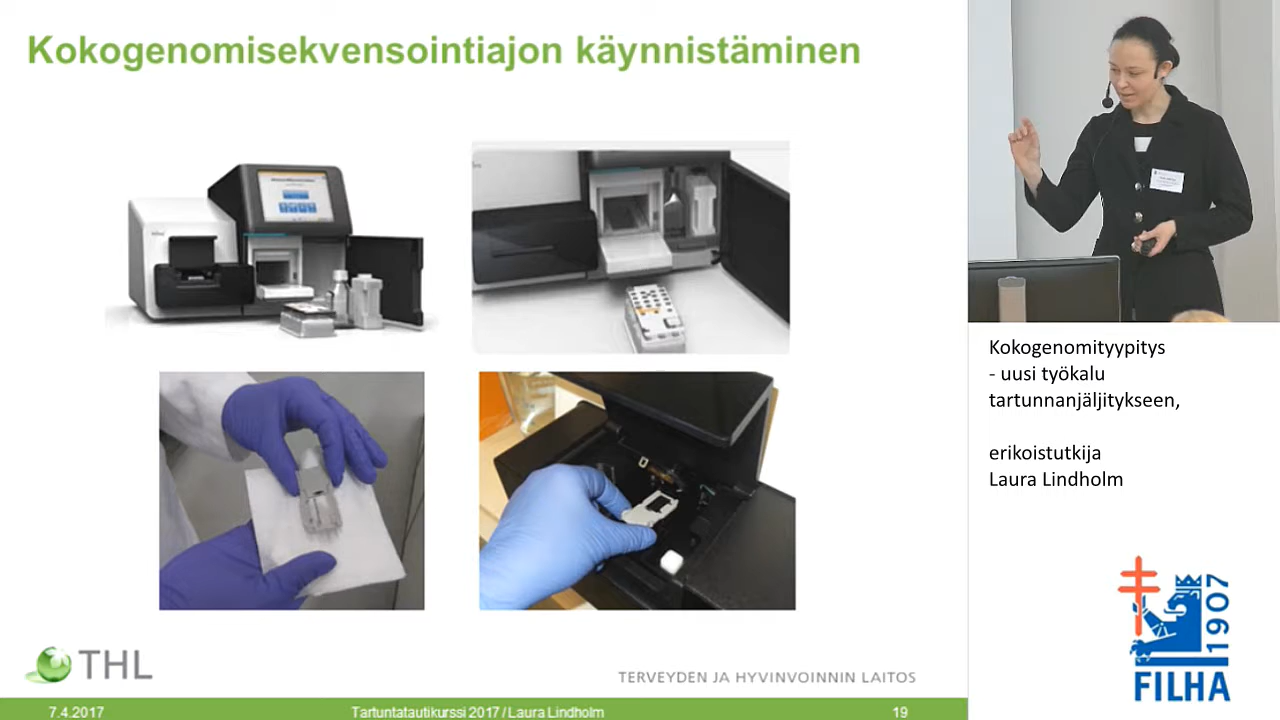 Kokogenomisekvensointiajon käynnistäminen
THL
TERVEYDEN JA HYVINVOINNIN LAITOS
7.4.2017
Tartuntatautikurssi 2017 / Laura Lindholm
19
Kokogenomityypitys
- uusi työkalu
tartunnanjäljitykseen,
erikoistutkija
Laura Lindholm
1907
FILHA